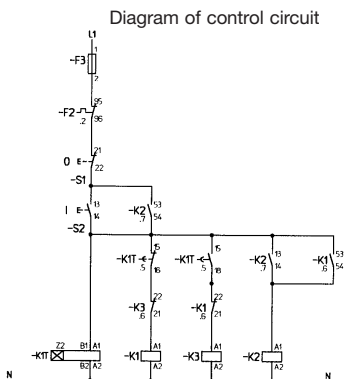 Diagram of control circuit
L1
1
-F3
2
95
-F2
.2 96
21
O E
22
-S1
13 -K2 53
I E
14 .7 54
-S2
15 15 13 53
-K1T -K1T -K2 -K1
.5 16 .5 18 .7 14 .6 54
22 22
-K3 -K1
.6 21 .6 21
Z2 B1 A1 A1 A1 A1
-K1T -K1 -K3 -K2
B2 A2 A2 A2 A2
N N